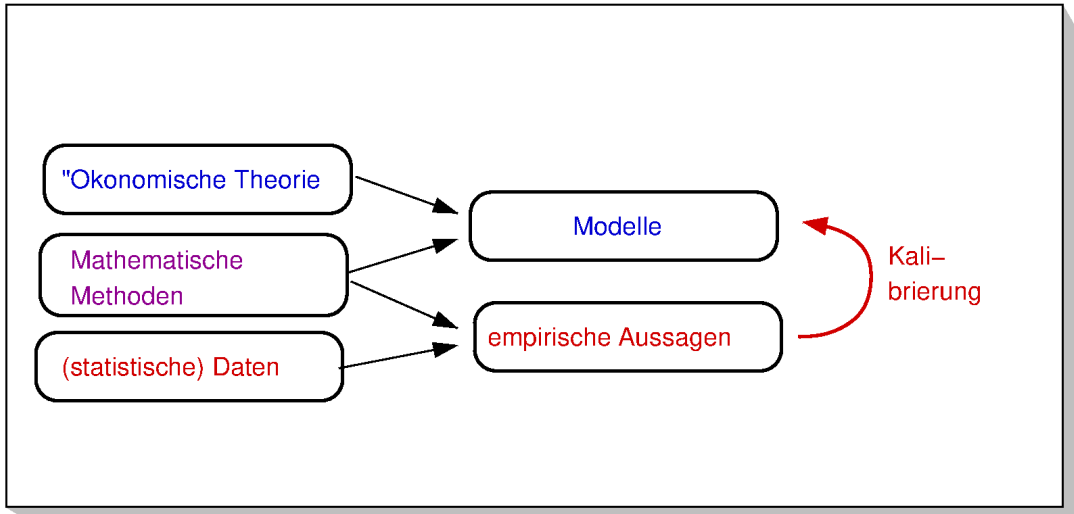 "Okonomische Theorie
Mathematische
Methoden
(statistische) Daten
Modelle
empirische Aussagen
Kali–
brierung